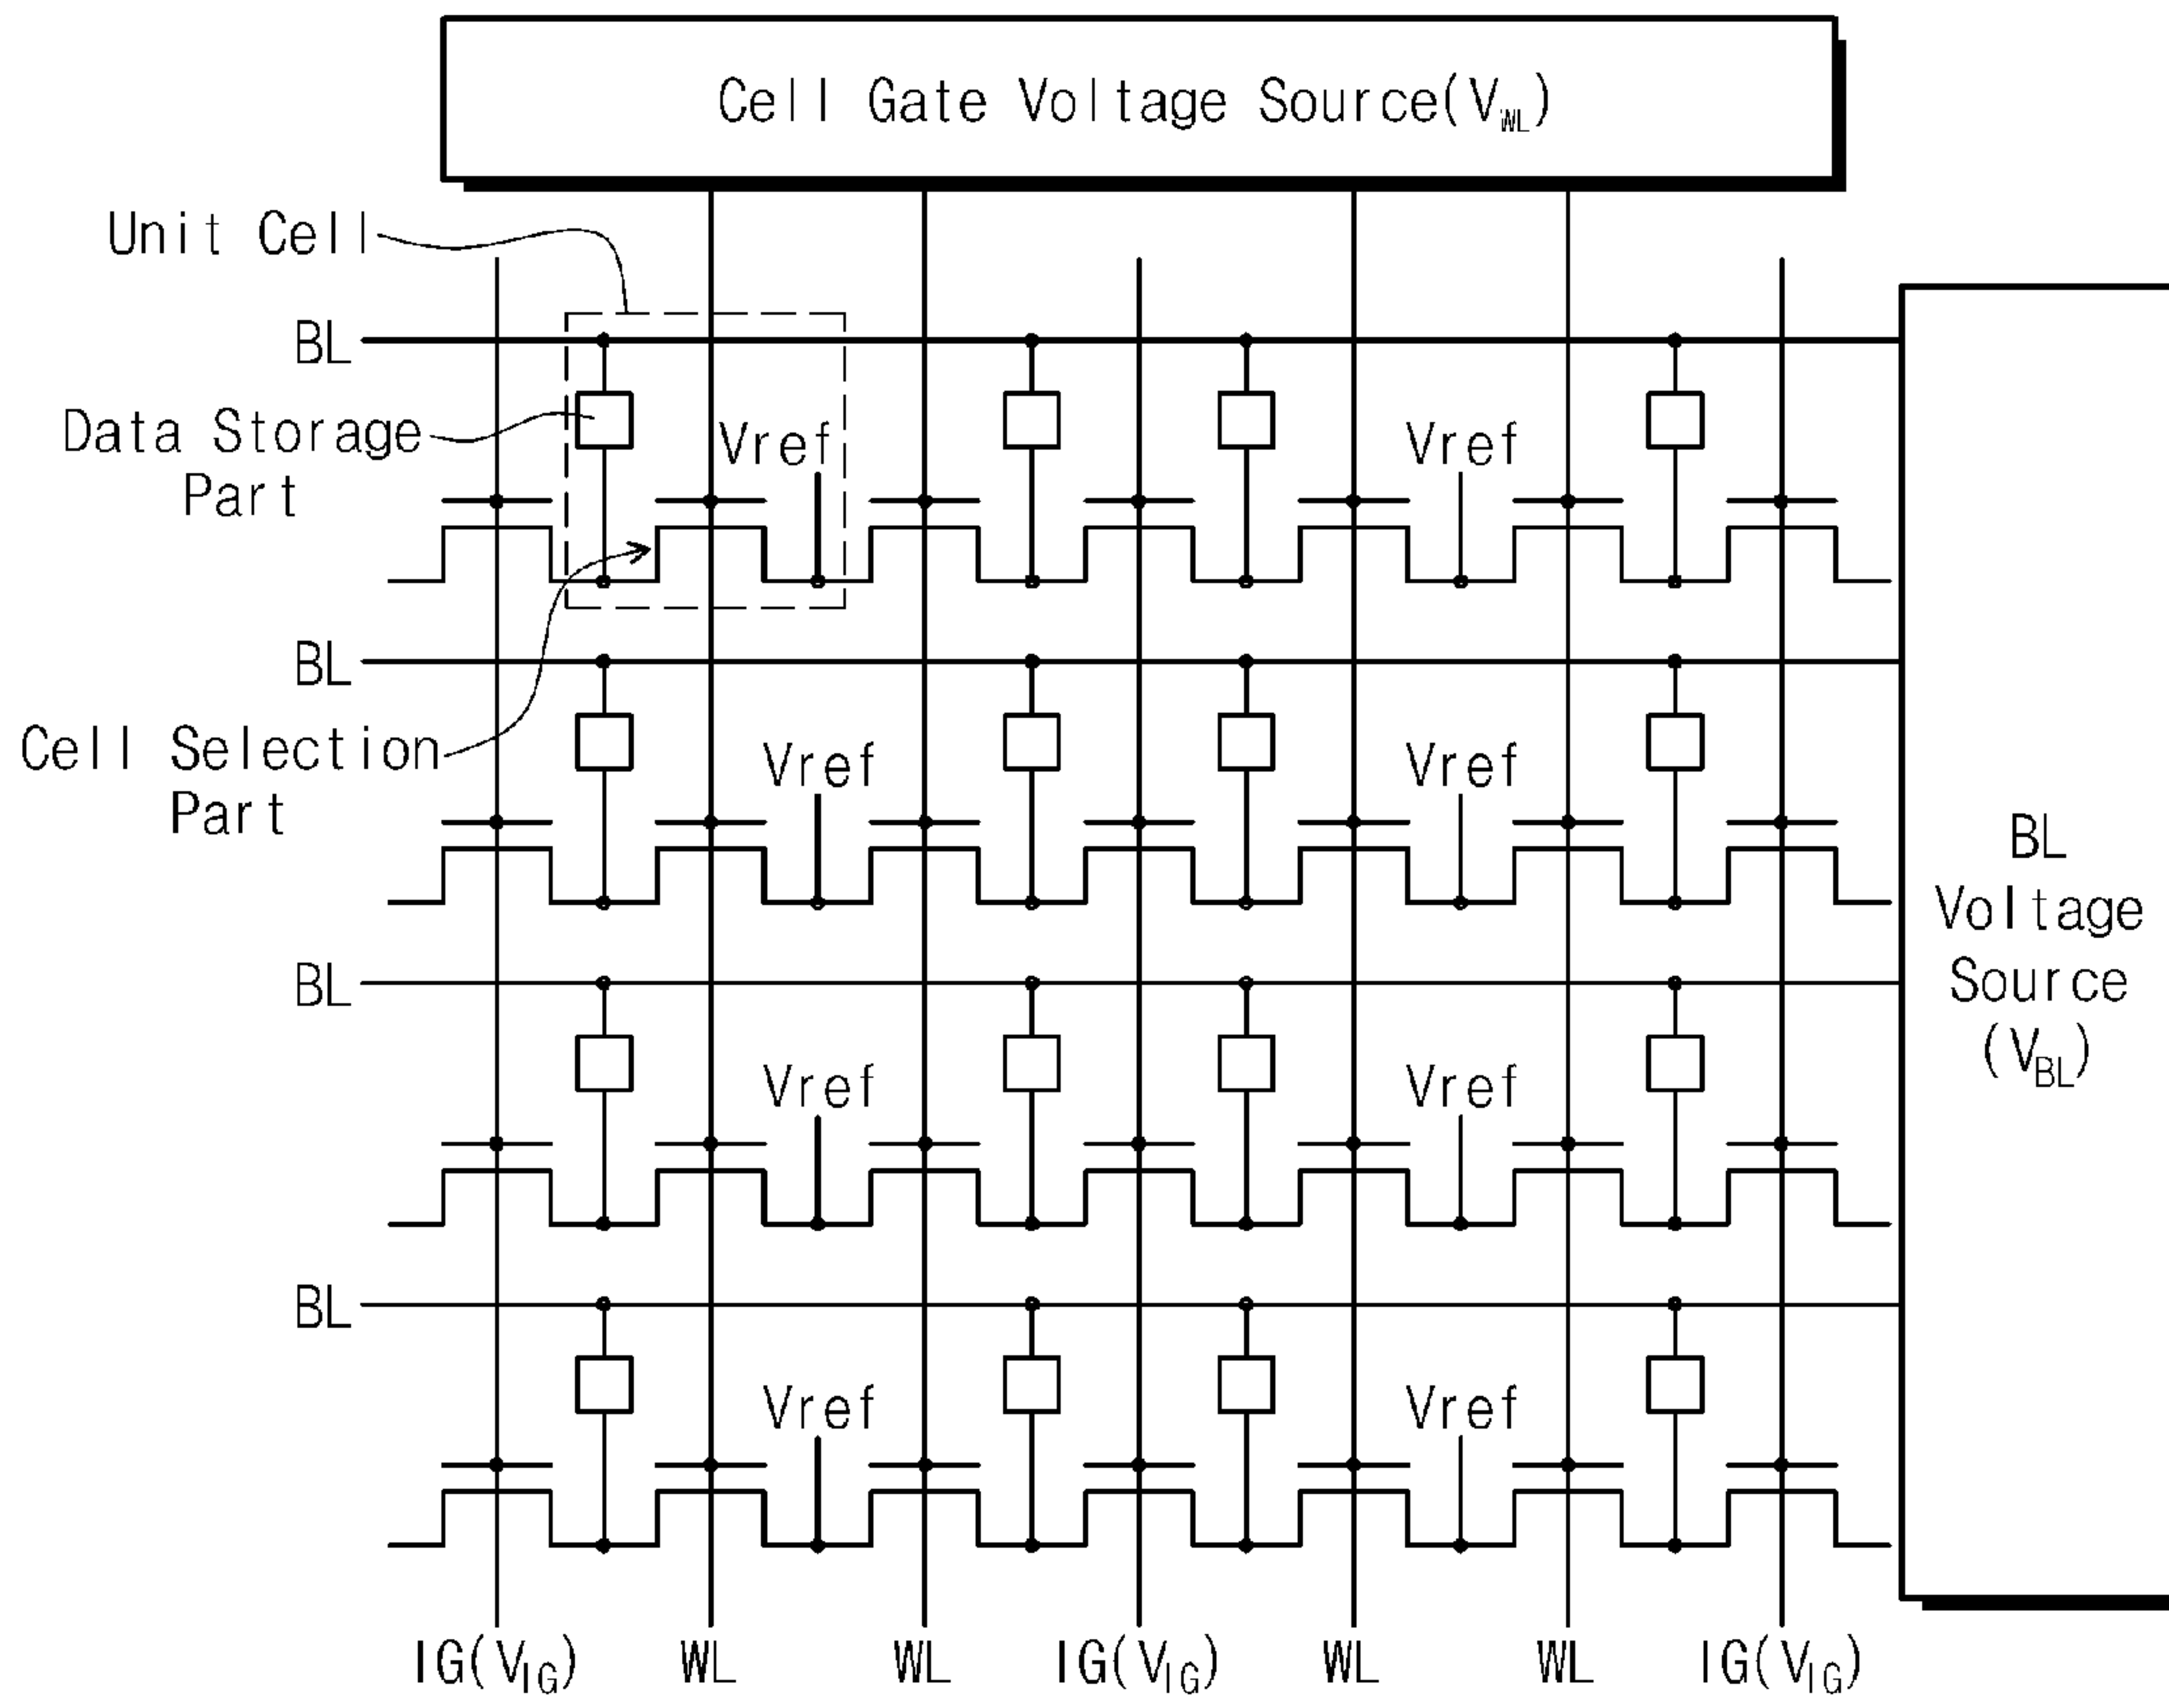 Cell Gate Voltage Source(VWL)
Unit Cell
BL
Data Storage
Part
Vref
Vref
BL
Cell Selection
Part
Vref
Vref
BL
Voltage
Source
(VBL)
BL
Vref
Vref
BL
Vref
Vref
IG(VIG)
WL
WL
IG(VIG)
WL
WL
IG(VIG)